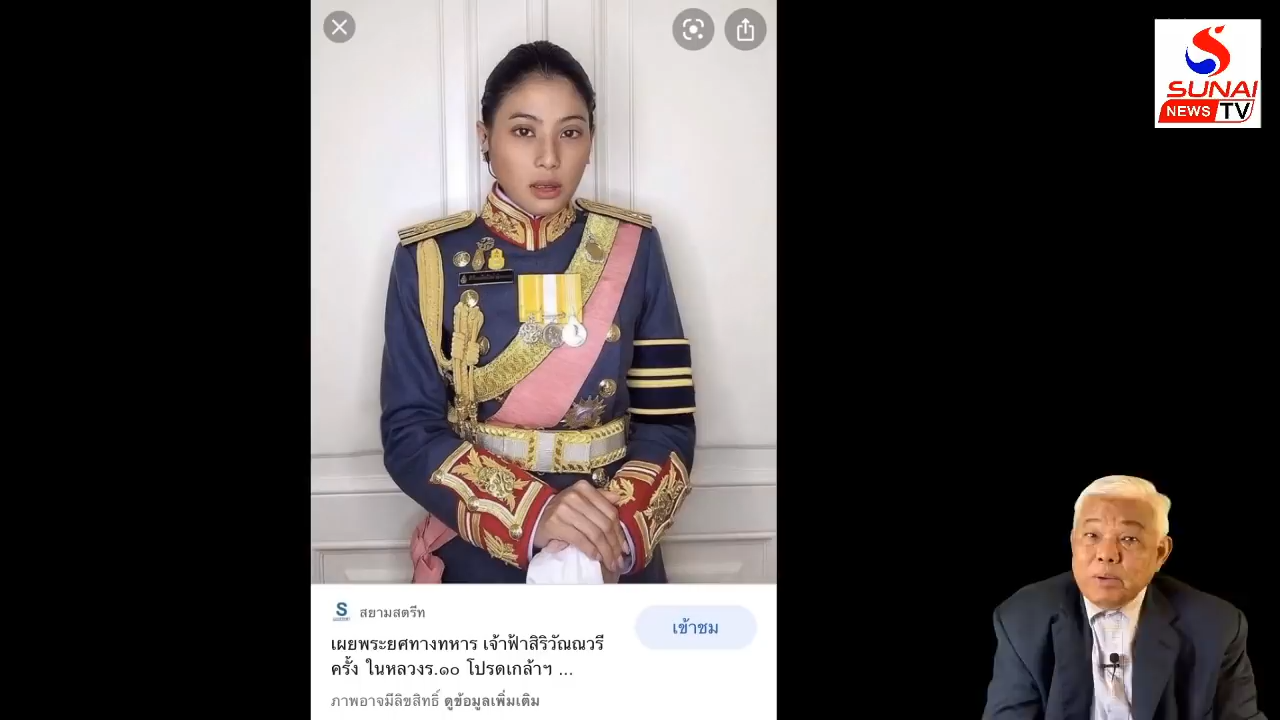 SUNAI
NEWS TV
S สยามสตรีท
เผยพระยศทางทหาร เจ้าฟ้าสิริวัณณวรี
ครั้ง ในหลวงร.๑๐ โปรดเกล้าฯ ...
เข้าชม
ภาพอาจมีลิขสิทธิ์ ดูข้อมูลเพิ่มเติม